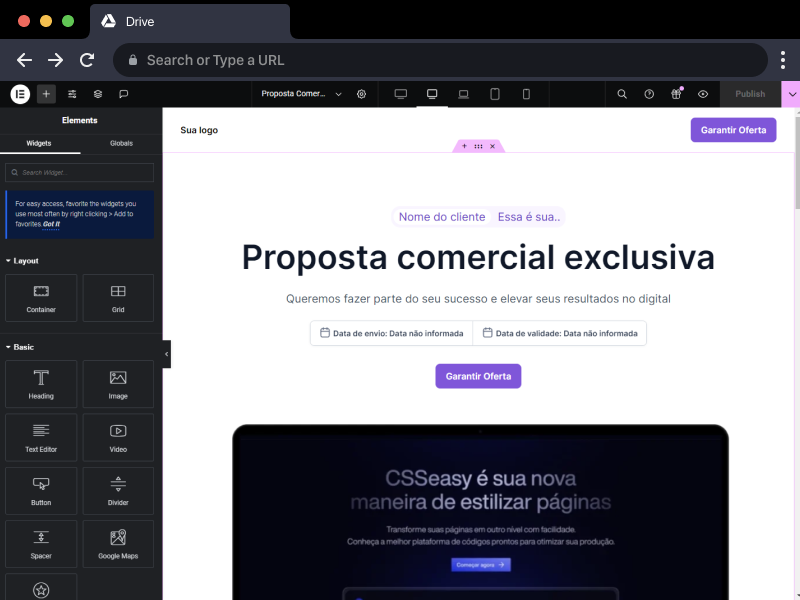 Drive
Search or Type a URL
Proposta Comer...
Publish
Elements
Widgets Globals
Search Widget...
For easy access, favorite the widgets you
use most often by right clicking > Add to
favorites. Got It
Layout
Container Grid
Basic
Heading Image
Text Editor Video
Button Divider
Spacer Google Maps
Sua logo
Garantir Oferta
Nome do cliente Essa é sua..
Proposta comercial exclusiva
Queremos fazer parte do seu sucesso e elevar seus resultados no digital
Data de envio: Data não informada Data de validade: Data não informada
Garantir Oferta
CSSeasy é sua nova
maneira de estilizar páginas
Transforme suas páginas em outro nível com facilidade.
Conheça a melhor plataforma de códigos prontos para otimizar sua produção.
Começar agora